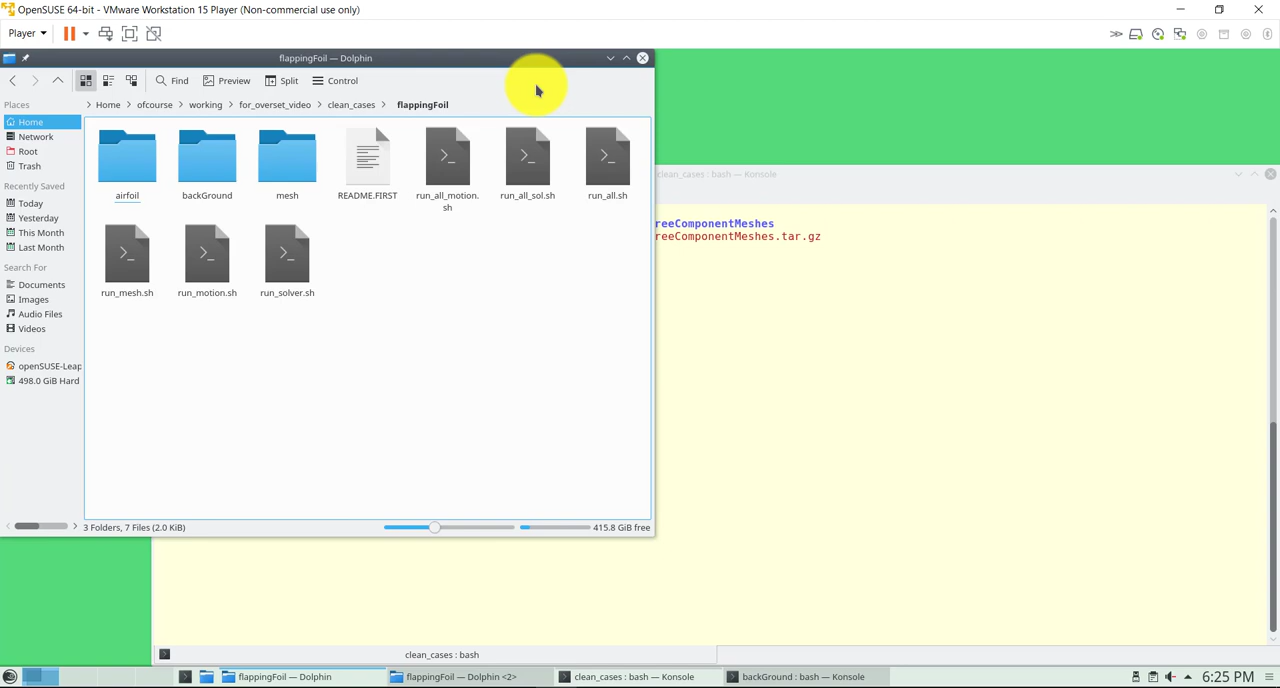 OpenSUSE 64-bit - VMware Workstation 15 Player (Non-commercial use only)
Player
flappingFoil — Dolphin
Find
Preview
Split
Control
Places
Home
ofcourse
working
for_overset_video
clean_cases
flappingFoil
Home
Network
Root
Trash
Recently Saved
Today
Yesterday
This Month
Last Month
Search For
Documents
Images
Audio Files
Videos
Devices
openSUSE-Leap
498.0 GiB Hard
airfoil
backGround
mesh
README.FIRST
run_all_motion.
sh
run_all_sol.sh
run_all.sh
run_mesh.sh
run_motion.sh
run_solver.sh
3 Folders, 7 Files (2.0 KiB)
415.8 GiB free
clean_cases : bash — Konsole
reeComponentMeshes
reeComponentMeshes.tar.gz
clean_cases : bash
flappingFoil — Dolphin
flappingFoil — Dolphin <2>
clean_cases : bash — Konsole
backGround : bash — Konsole
6:25 PM